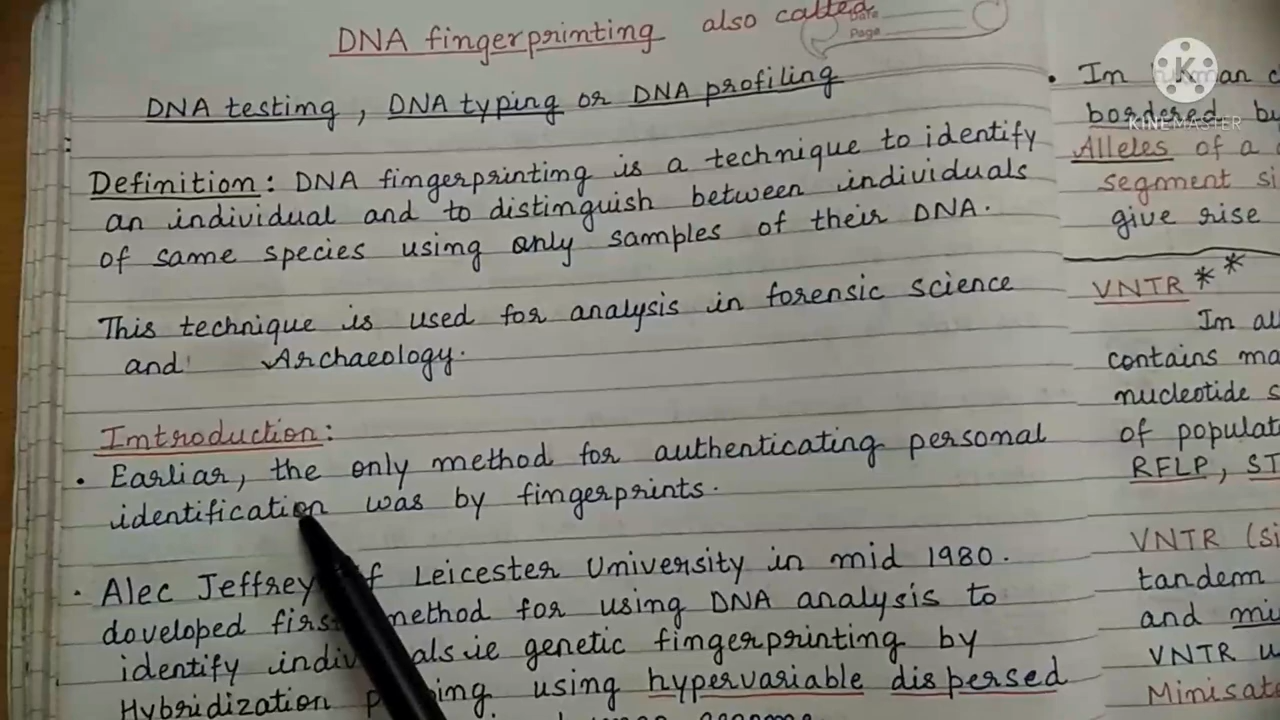 DNA fingerprinting also called
Date
Page
DNA testing, DNA typing or DNA profiling
Definition: DNA fingerprinting is a technique to identify
an individual and to distinguish between individuals
of same species using only samples of their DNA.
This technique is used for analysis in forensic science
and Archaeology.
Introduction:
• Earliar, the only method for authenticating personal
identification was by fingerprints.
• Alec Jeffrey of Leicester University in mid 1980.
doveloped first method for using DNA analysis to
identify ie genetic fingerprinting by
Hybridization using hypervariable dispersed
• In
bordered by
Alleles of a
segment
give rise
VNTR **
In
contains
nucleotide
of
RFLP,
VNTR
tandem
and
VNTR
K
KINEMASTER